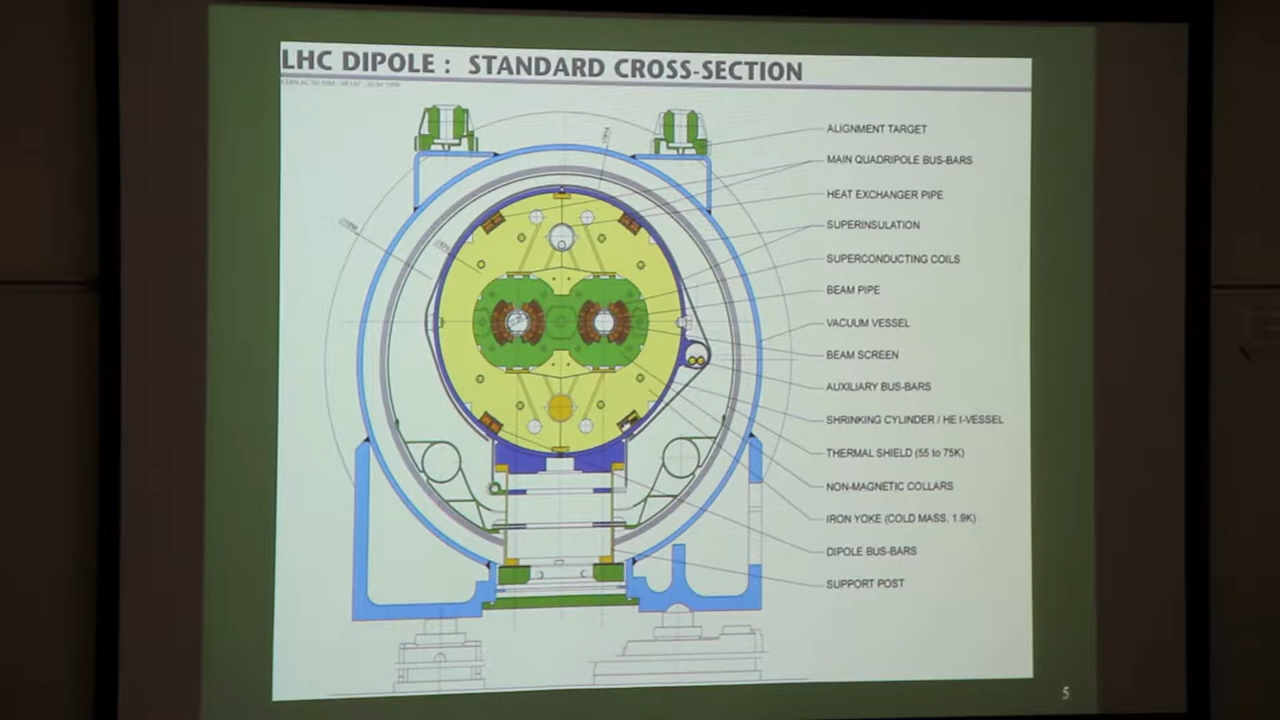 LHC DIPOLE : STANDARD CROSS-SECTION
ALIGNMENT TARGET
MAIN QUADRIPOLE BUS-BARS
HEAT EXCHANGER PIPE
SUPERINSULATION
SUPERCONDUCTING COILS
BEAM PIPE
VACUUM VESSEL
BEAM SCREEN
AUXILIARY BUS-BARS
SHRINKING CYLINDER / HE I-VESSEL
THERMAL SHIELD (55 to 75K)
NON-MAGNETIC COLLARS
IRON YOKE (COLD MASS, 1.9K)
DIPOLE BUS-BARS
SUPPORT POST
5